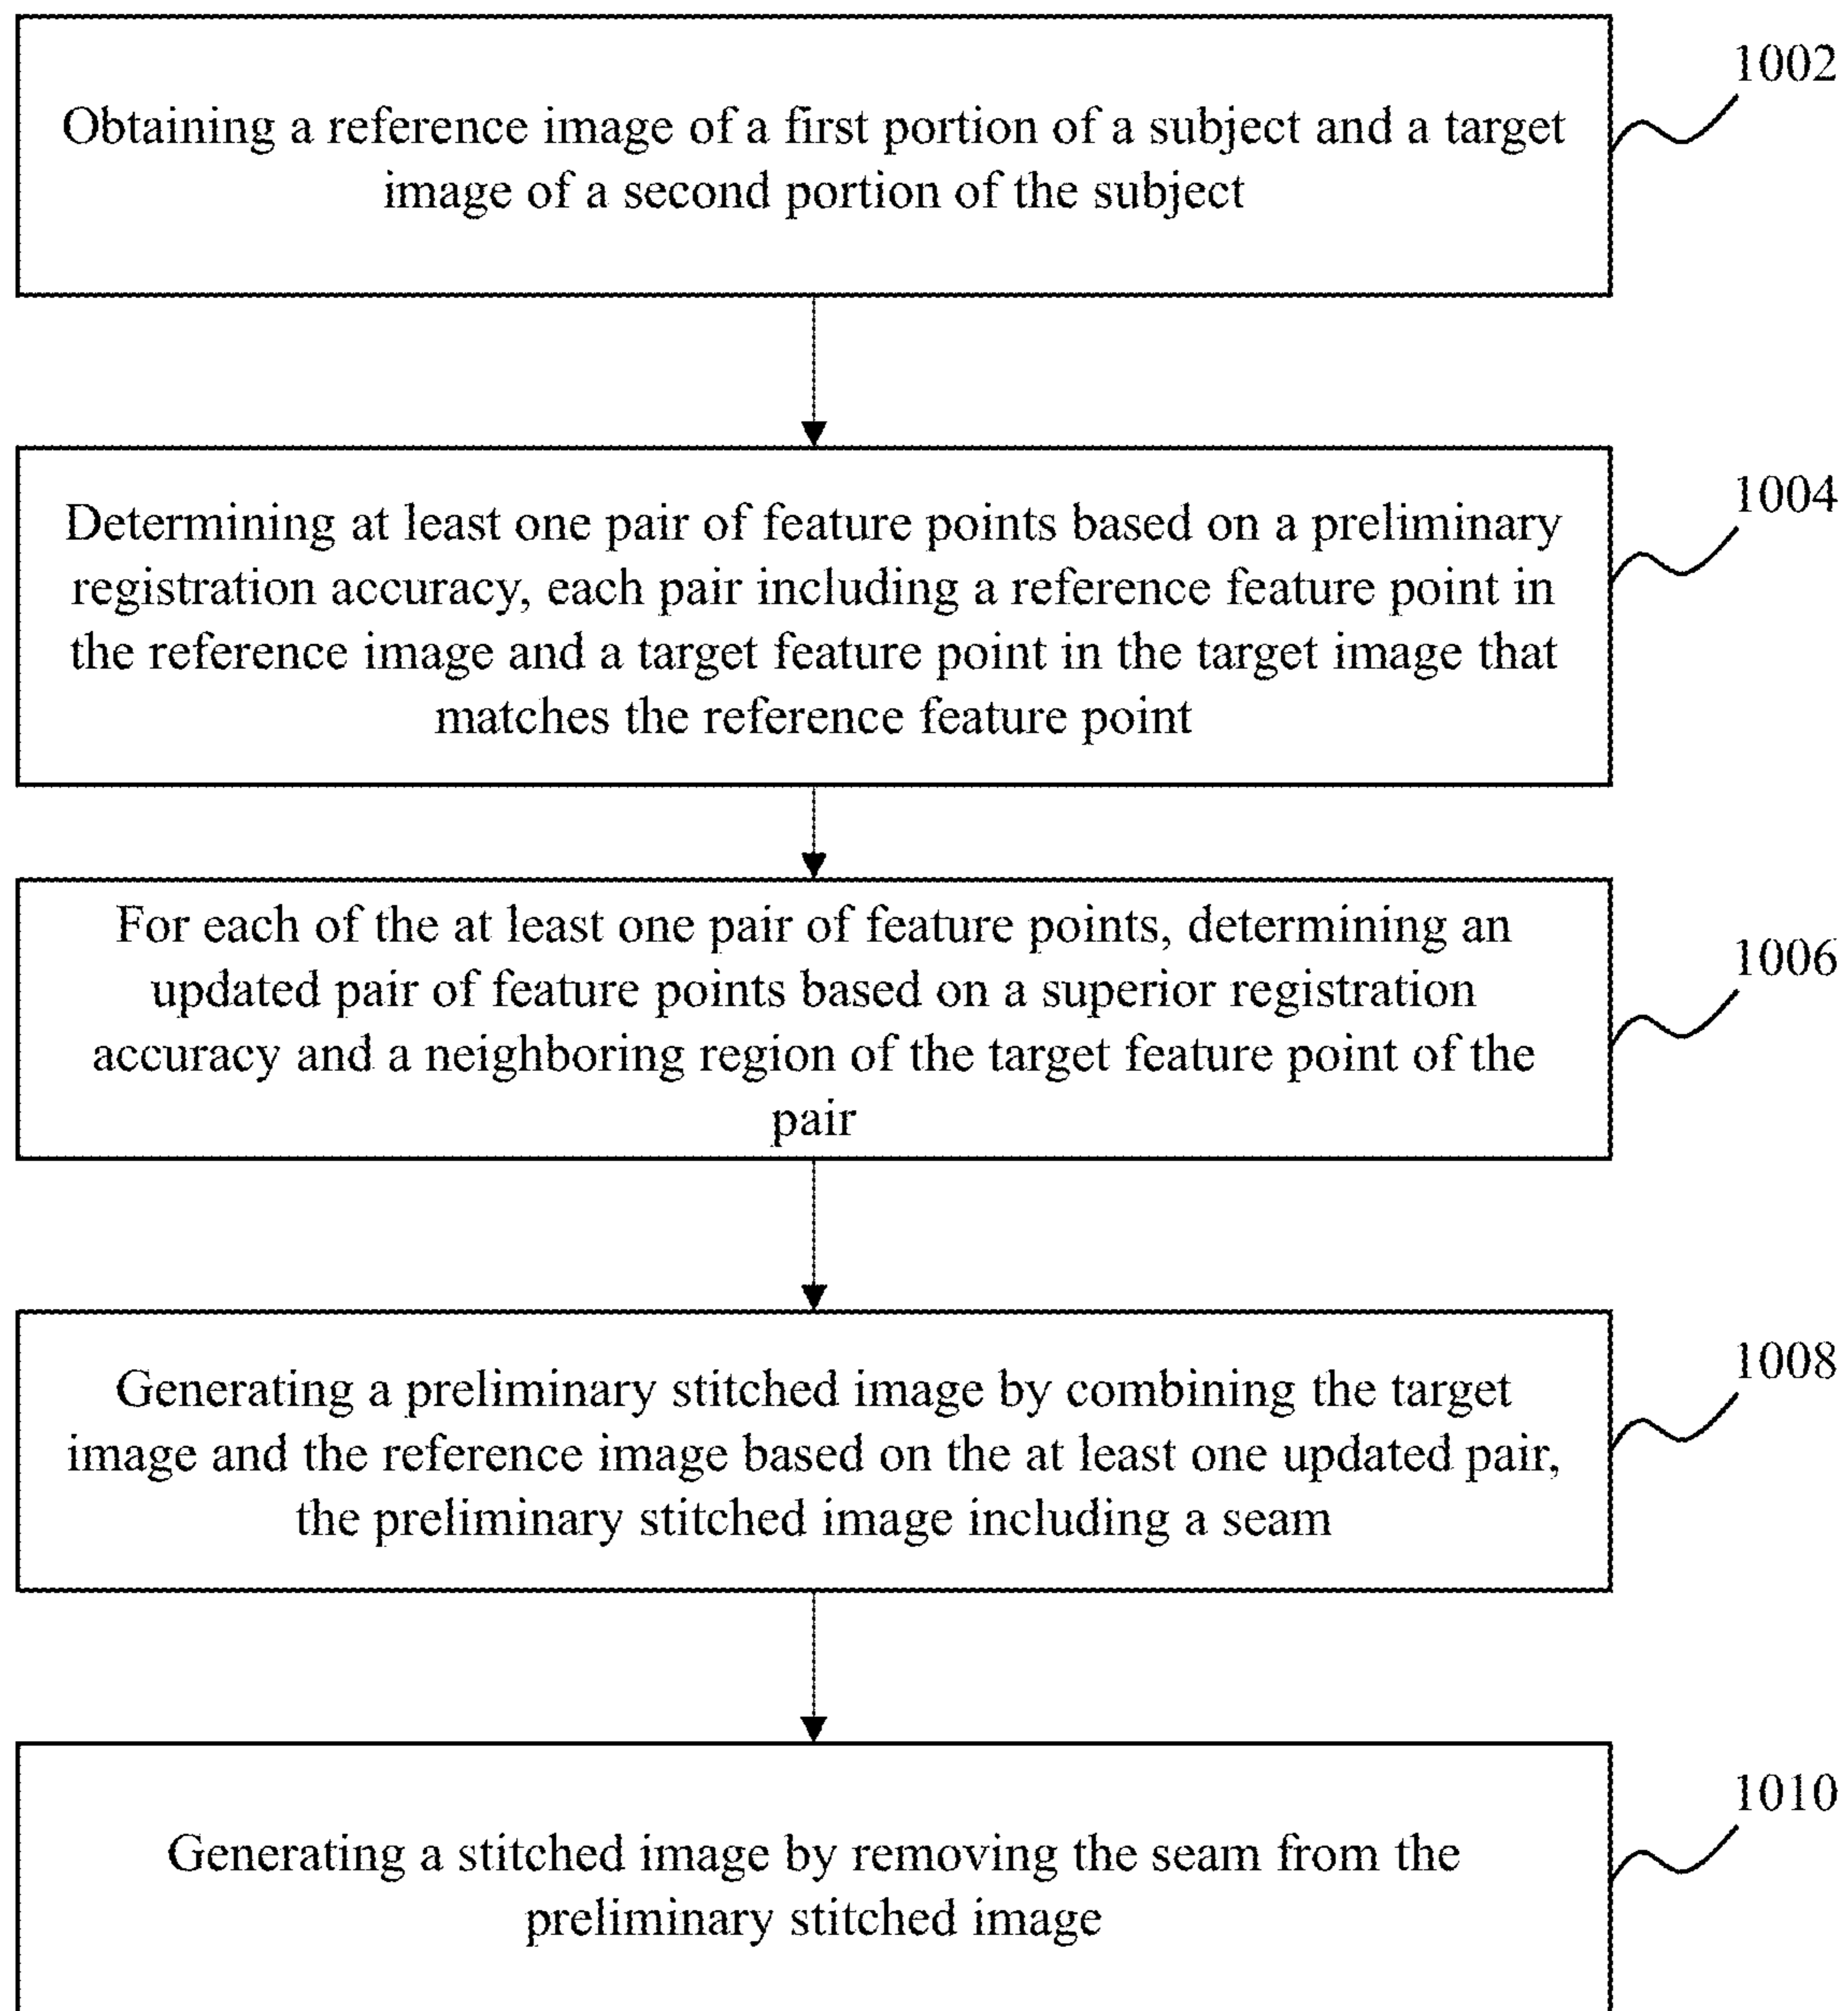 1002
Obtaining a reference image of a first portion of a subject and a target
image of a second portion of the subject
1004
Determining at least one pair of feature points based on a preliminary
registration accuracy, each pair including a reference feature point in
the reference image and a target feature point in the target image that
matches the reference feature point
1006
For each of the at least one pair of feature points, determining an
updated pair of feature points based on a superior registration
accuracy and a neighboring region of the target feature point of the
pair
1008
Generating a preliminary stitched image by combining the target
image and the reference image based on the at least one updated pair,
the preliminary stitched image including a seam
1010
Generating a stitched image by removing the seam from the
preliminary stitched image